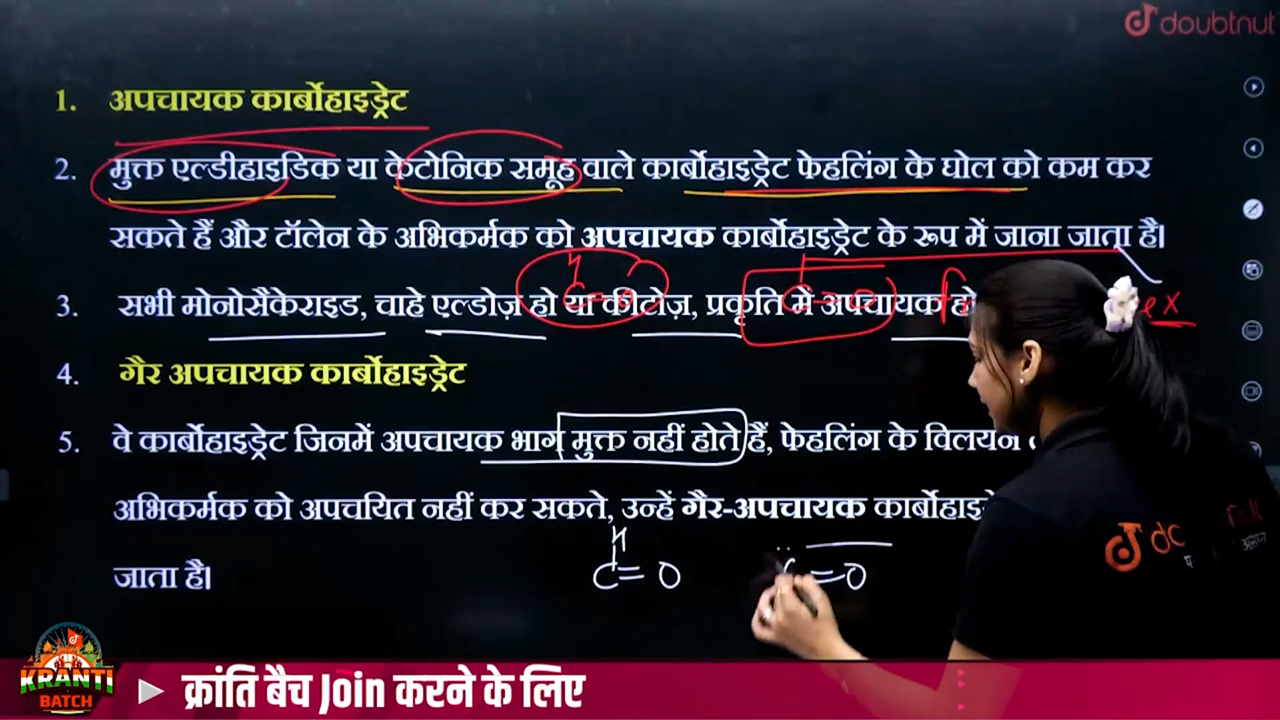 doubtnut
1. अपचायक कार्बोहाइड्रेट
2. मुक्त एल्डीहाइडिक या केटोनिक समूह वाले कार्बोहाइड्रेट फेहलिंग के घोल को कम कर
सकते हैं और टॉलेन के अभिकर्मक को अपचायक कार्बोहाइड्रेट के रूप में जाना जाता है।
3. सभी मोनोसैकेराइड, चाहे एल्डोज़ हो या कीटोज़, प्रकृति में अपचायक हो
ex
4. गैर अपचायक कार्बोहाइड्रेट
5. वे कार्बोहाइड्रेट जिनमें अपचायक भाग मुक्त नहीं होते हैं, फेहलिंग के विलयन
अभिकर्मक को अपचयित नहीं कर सकते, उन्हें गैर-अपचायक कार्बोहाइ
H
C=O C=O
जाता है।
KRANTI
BATCH
क्रांति बैच Join करने के लिए